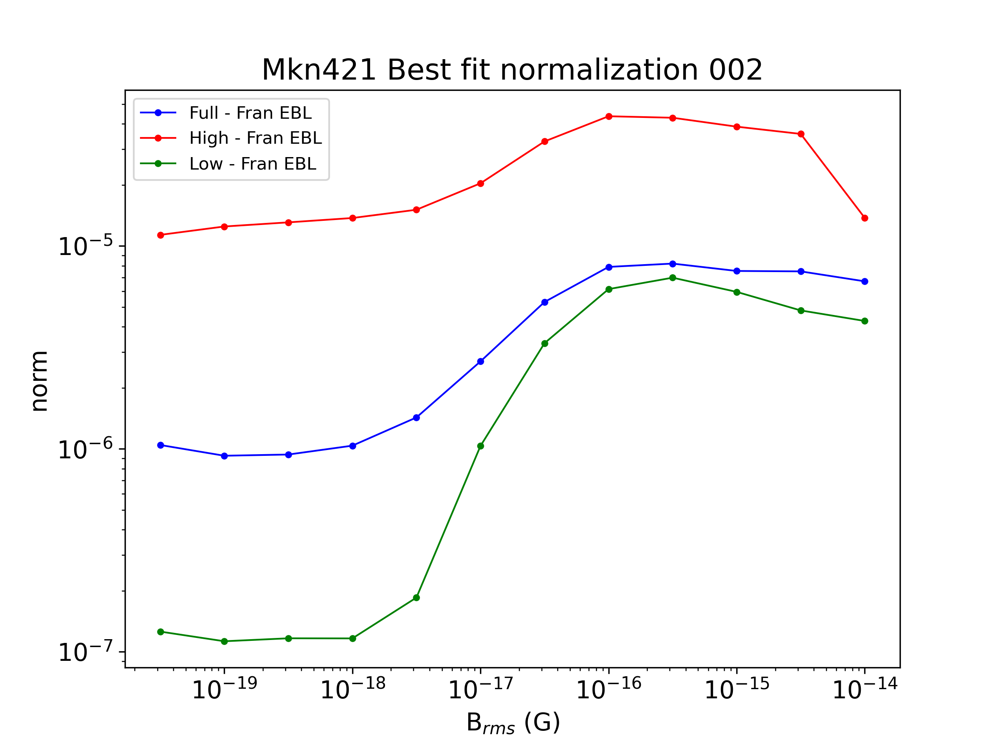 Mkn421 Best fit normalization 002
Full - Fran EBL
High - Fran EBL
Low - Fran EBL
10⁻⁵
10⁻⁶
10⁻⁷
norm
10⁻¹⁹ 10⁻¹⁸ 10⁻¹⁷ 10⁻¹⁶ 10⁻¹⁵ 10⁻¹⁴
B_rms (G)